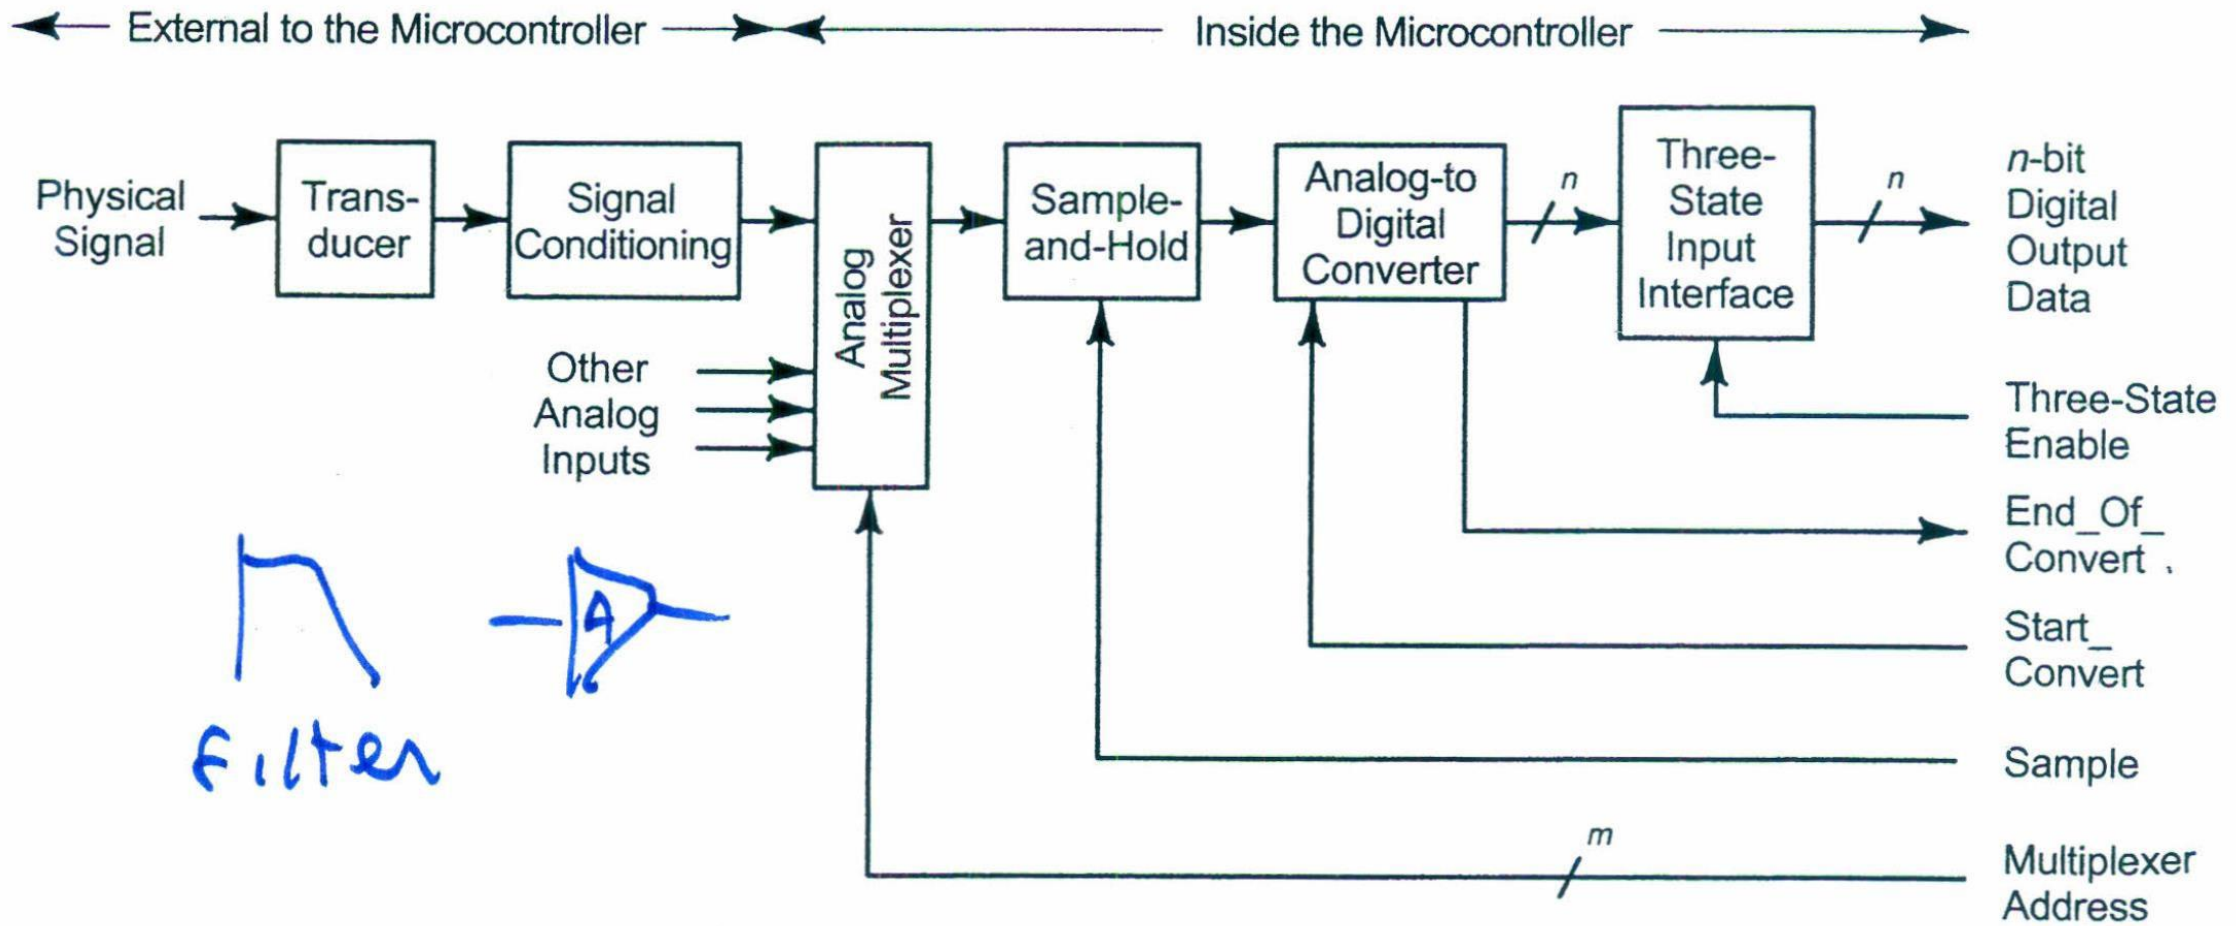 External to the Microcontroller
Inside the Microcontroller
Physical
Signal
Trans-
ducer
Signal
Conditioning
Analog
Multiplexer
Sample-
and-Hold
Analog-to
Digital
Converter
n
Three-
State
Input
Interface
n
n-bit
Digital
Output
Data
Other
Analog
Inputs
Three-State
Enable
End_Of_
Convert
Start_
Convert
Sample
m
Multiplexer
Address
A
Filter